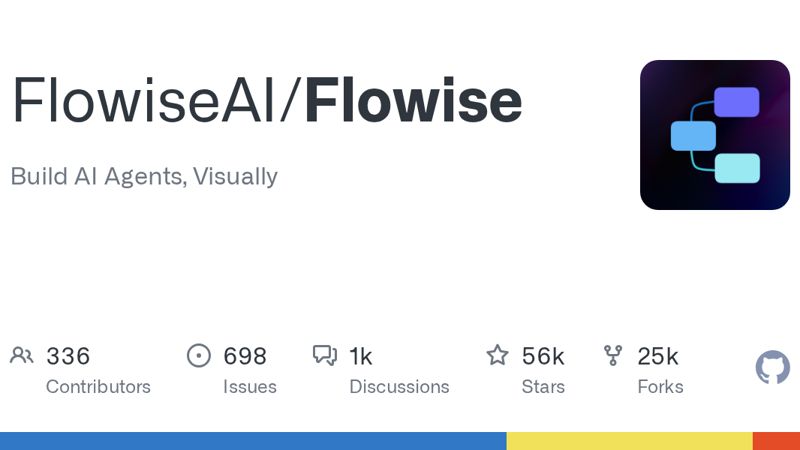 FlowiseAI/Flowise
Build AI Agents, Visually
336 698 1k 56k 25k
Contributors Issues Discussions Stars Forks